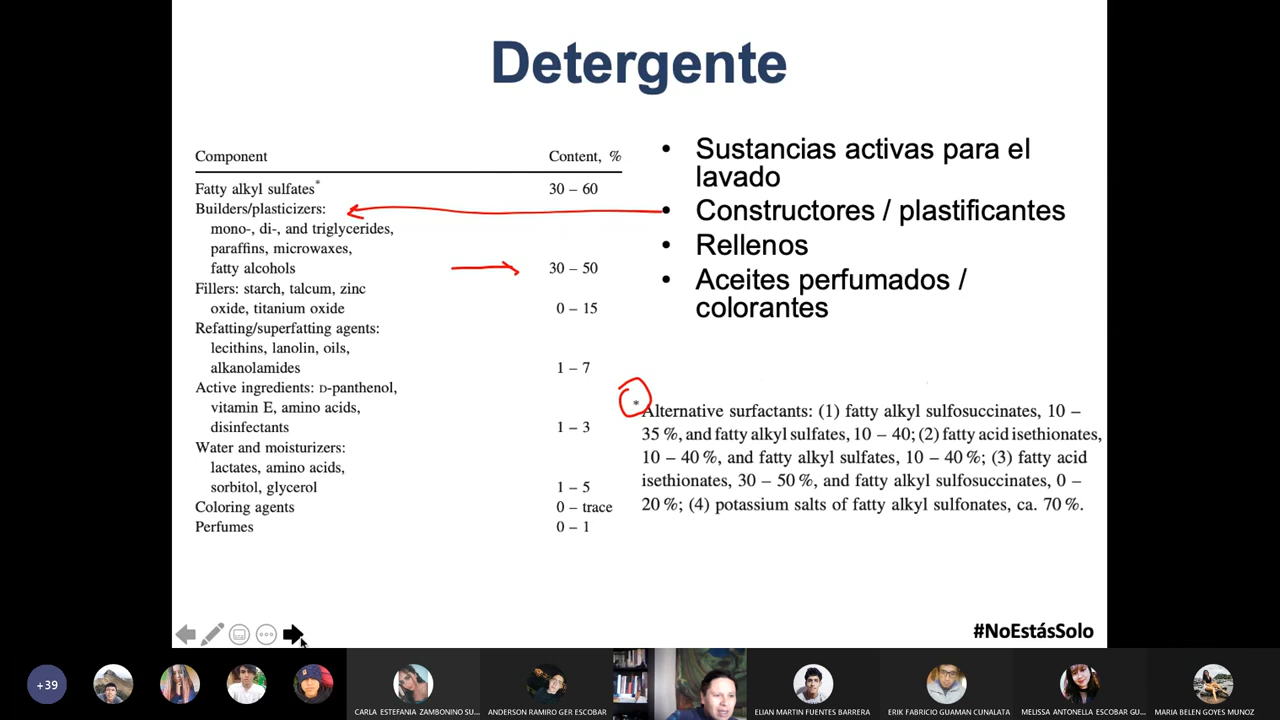 Detergente
Component Content, %
Fatty alkyl sulfates* 30 – 60
Builders/plasticizers:
mono-, di-, and triglycerides,
paraffins, microwaxes,
fatty alcohols 30 – 50
Fillers: starch, talcum, zinc
oxide, titanium oxide 0 – 15
Refatting/superfatting agents:
lecithins, lanolin, oils,
alkanolamides 1 – 7
Active ingredients: D-panthenol,
vitamin E, amino acids,
disinfectants 1 – 3
Water and moisturizers:
lactates, amino acids,
sorbitol, glycerol 1 – 5
Coloring agents 0 – trace
Perfumes 0 – 1
• Sustancias activas para el
lavado
• Constructores / plastificantes
• Rellenos
• Aceites perfumados /
colorantes
* Alternative surfactants: (1) fatty alkyl sulfosuccinates, 10 –
35 %, and fatty alkyl sulfates, 10 – 40; (2) fatty acid isethionates,
10 – 40 %, and fatty alkyl sulfates, 10 – 40 %; (3) fatty acid
isethionates, 30 – 50 %, and fatty alkyl sulfosuccinates, 0 –
20 %; (4) potassium salts of fatty alkyl sulfonates, ca. 70 %.
#NoEstásSolo
+39
CARLA ESTEFANIA ZAMBONINO SU...
ANDERSON RAMIRO GER ESCOBAR
ELIAN MARTIN FUENTES BARRERA
ERIK FABRICIO GUAMAN CUNALATA
MELISSA ANTONELLA ESCOBAR GU...
MARIA BELEN GOYES MUNOZ